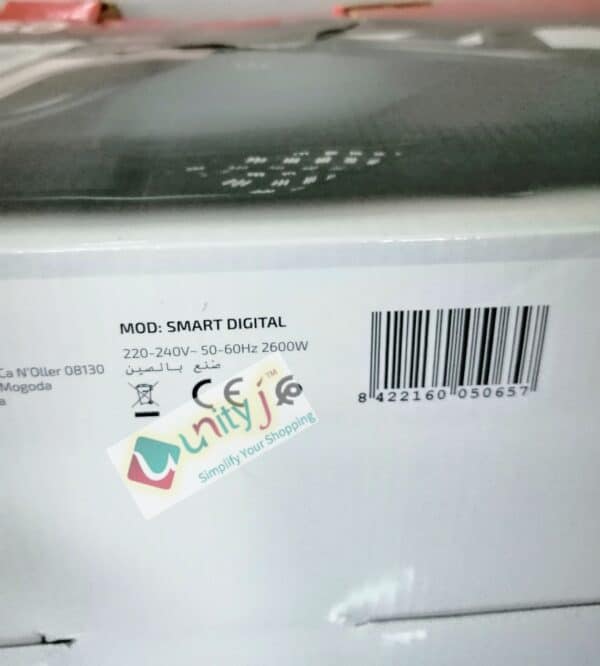 MOD: SMART DIGITAL
220-240V~ 50-60Hz 2600W
صنع بالصين
Ca N'Oller 08130
Mogoda
a
CE
unityj™
Simplify Your Shopping
8 422160 050657